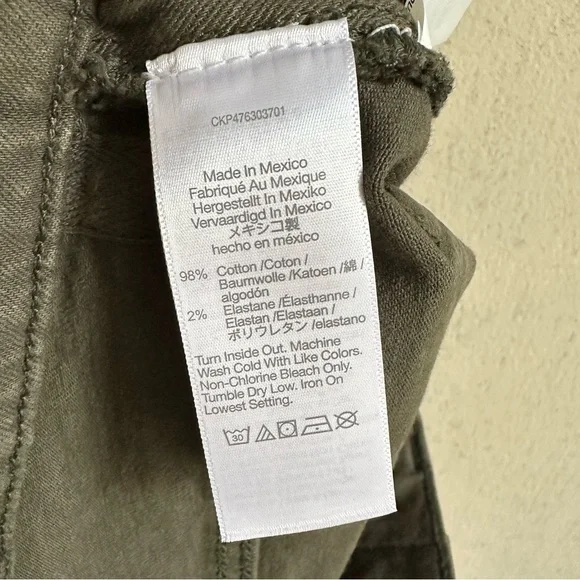 CKP476303701
Made In Mexico
Fabriqué Au Mexique
Hergestellt In Mexiko
Vervaardigd In Mexico
メキシコ製
hecho en méxico
98% Cotton /Coton /
Baumwolle /Katoen /綿 /
algodón
2% Elastane /Élasthanne /
Elastan /Elastaan /
ポリウレタン /elastano
Turn Inside Out. Machine
Wash Cold With Like Colors.
Non-Chlorine Bleach Only.
Tumble Dry Low. Iron On
Lowest Setting.
30